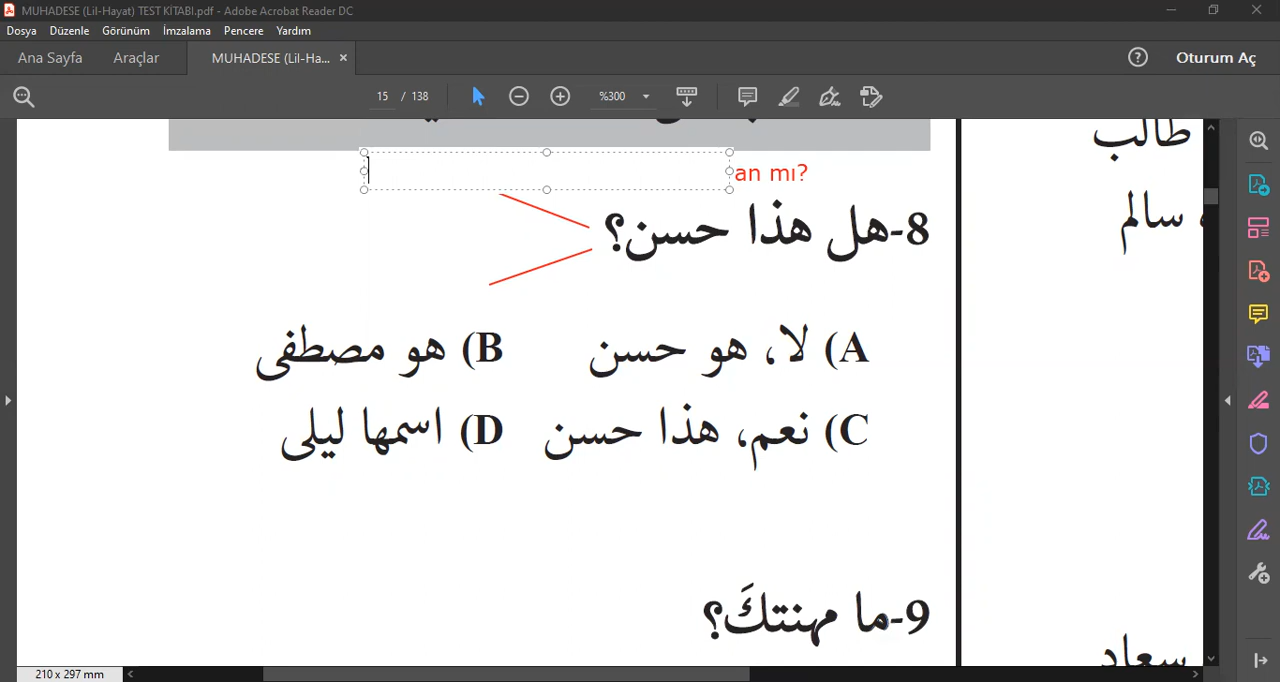 MUHADESE (Lil-Hayat) TEST KİTABI.pdf - Adobe Acrobat Reader DC
Dosya Düzenle Görünüm İmzalama Pencere Yardım
Ana Sayfa Araçlar MUHADESE (Lil-Ha... × Oturum Aç
15 / 138 %300
طالب
، سالم
an mı?
8-هل هذا حسن؟
A) لا، هو حسن B) هو مصطفى
C) نعم، هذا حسن D) اسمها ليلى
9-ما مهنتكَ؟
سعاد
210 x 297 mm